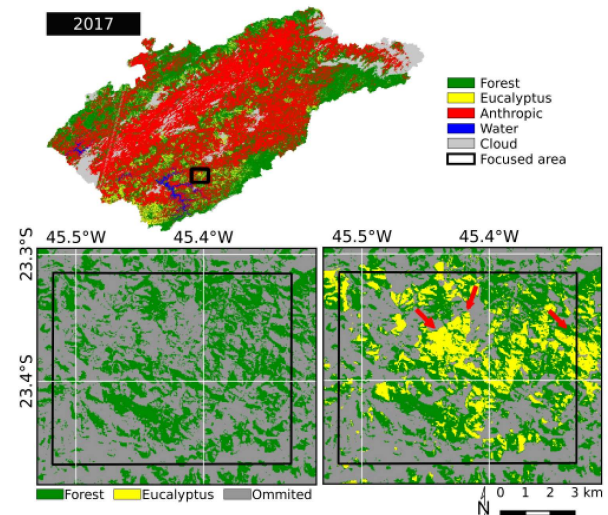 2017
Forest
Eucalyptus
Anthropic
Water
Cloud
Focused area
45.5°W 45.4°W 45.5°W 45.4°W
23.3°S
23.4°S
Forest Eucalyptus Ommited
N 0 1 2 3 km